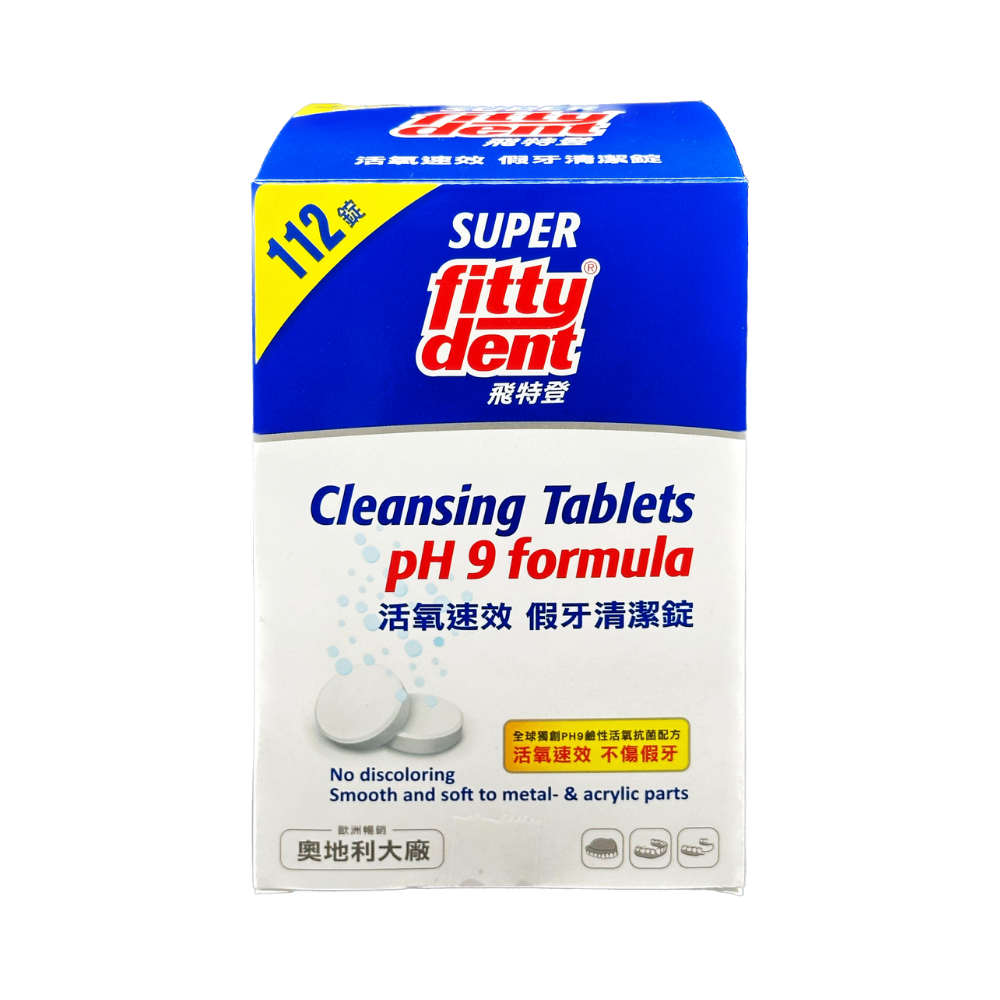 SUPER
fitty
dent
飛特登
活氧速效 假牙清潔錠
112錠
SUPER
fitty®
dent
飛特登
Cleansing Tablets
pH 9 formula
活氧速效 假牙清潔錠
全球獨創PH9鹼性活氧抗菌配方
活氧速效 不傷假牙
No discoloring
Smooth and soft to metal- & acrylic parts
歐洲暢銷
奧地利大廠